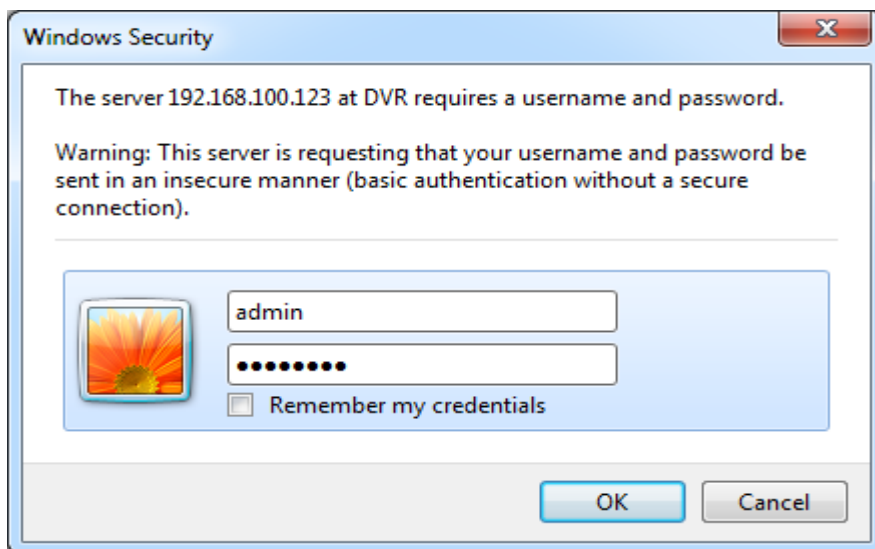 Windows Security
The server 192.168.100.123 at DVR requires a username and password.
Warning: This server is requesting that your username and password be
sent in an insecure manner (basic authentication without a secure
connection).
admin
●●●●●●●●
Remember my credentials
OK
Cancel